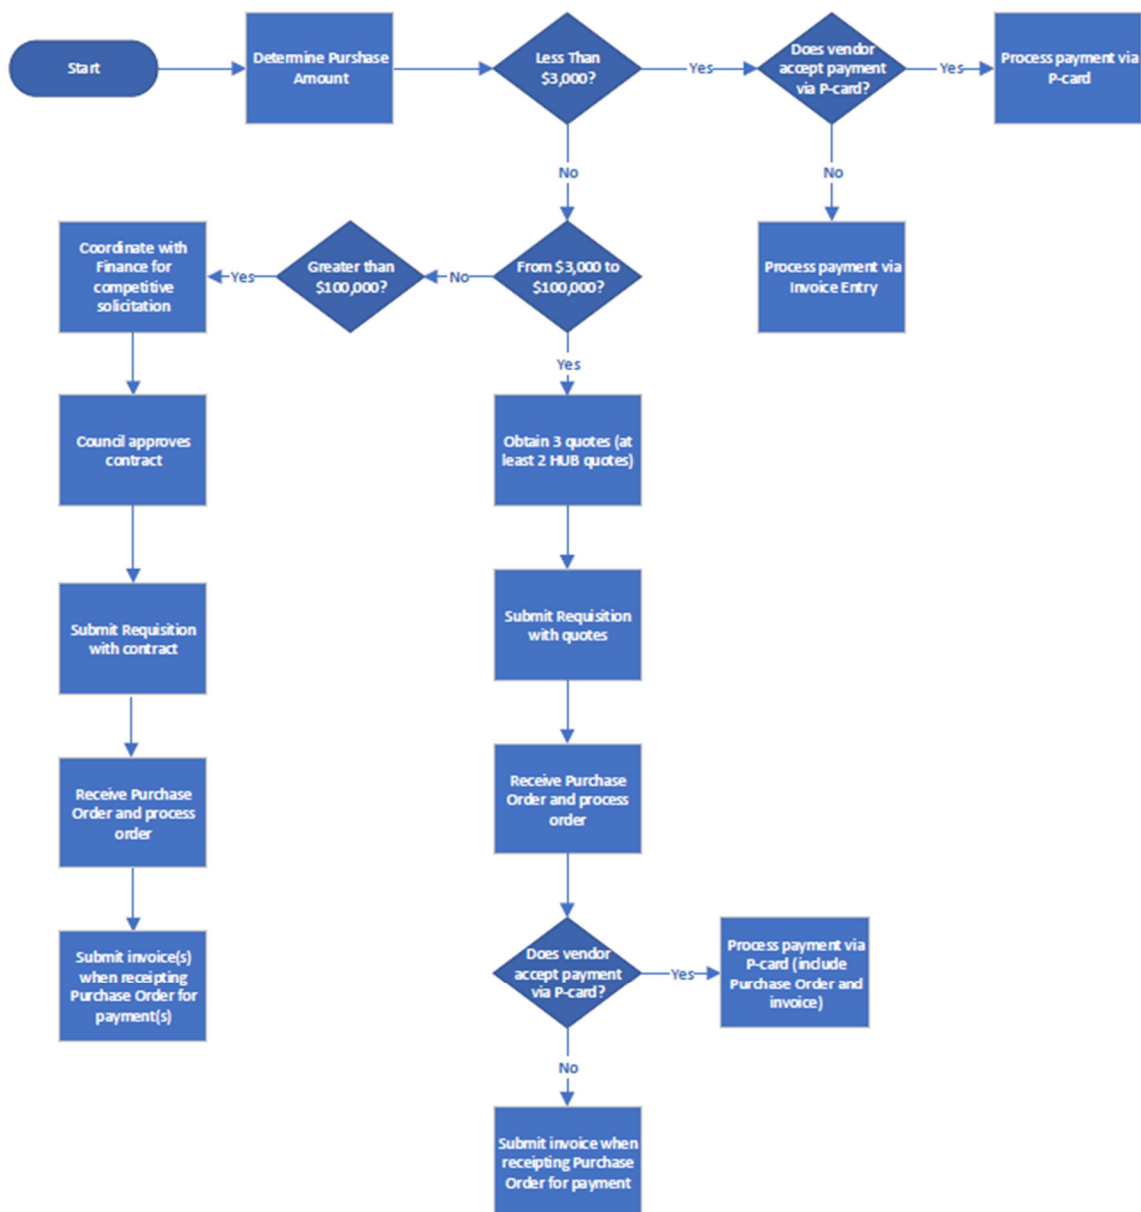 Start
Determine Purshase
Amount
Less Than
$3,000?
Yes
Does vendor
accept payment
via P-card?
Yes
Process payment via
P-card
No
No
Coordinate with
Finance for
competitive
solicitation
Yes
Greater than
$100,000?
No
From $3,000 to
$100,000?
Process payment via
Invoice Entry
Yes
Council approves
contract
Obtain 3 quotes (at
least 2 HUB quotes)
Submit Requisition
with contract
Submit Requisition
with quotes
Receive Purchase
Order and process
order
Receive Purchase
Order and process
order
Submit invoice(s)
when receipting
Purchase Order for
payment(s)
Does vendor
accept payment
via P-card?
Yes
Process payment via
P-card (include
Purchase Order and
invoice)
No
Submit invoice when
receipting Purchase
Order for payment